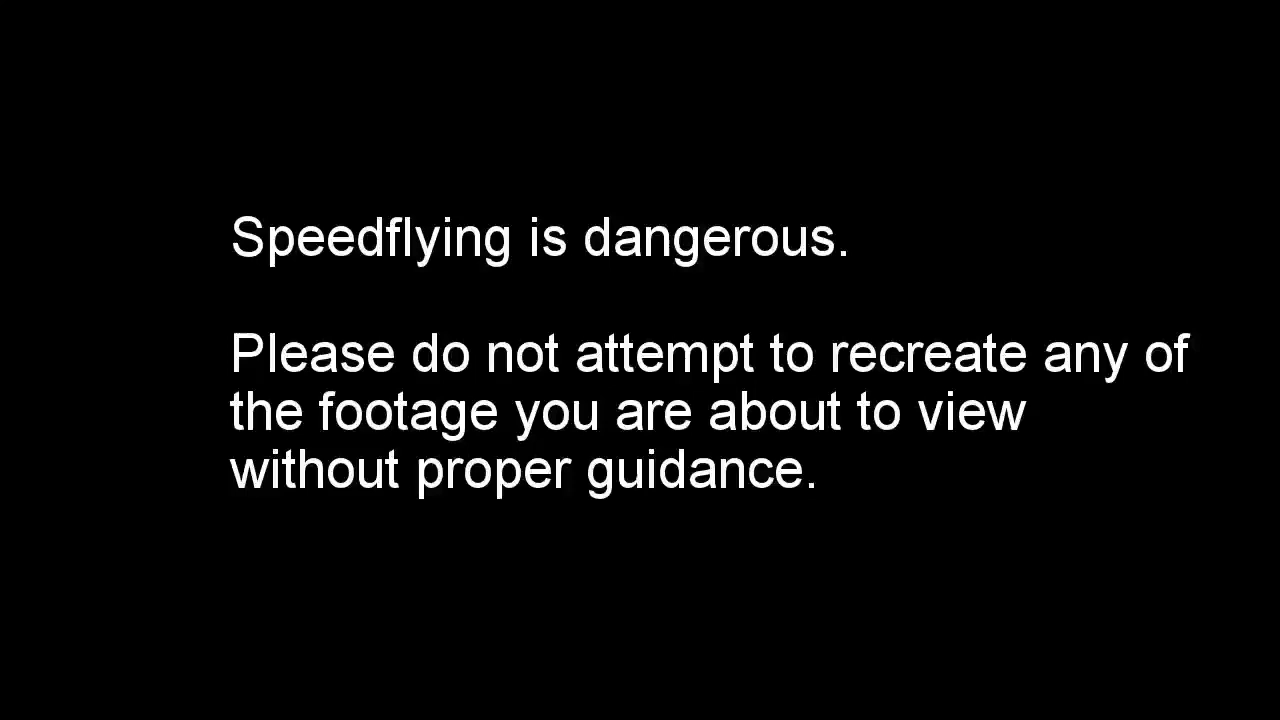 Speedflying is dangerous.
Please do not attempt to recreate any of
the footage you are about to view
without proper guidance.